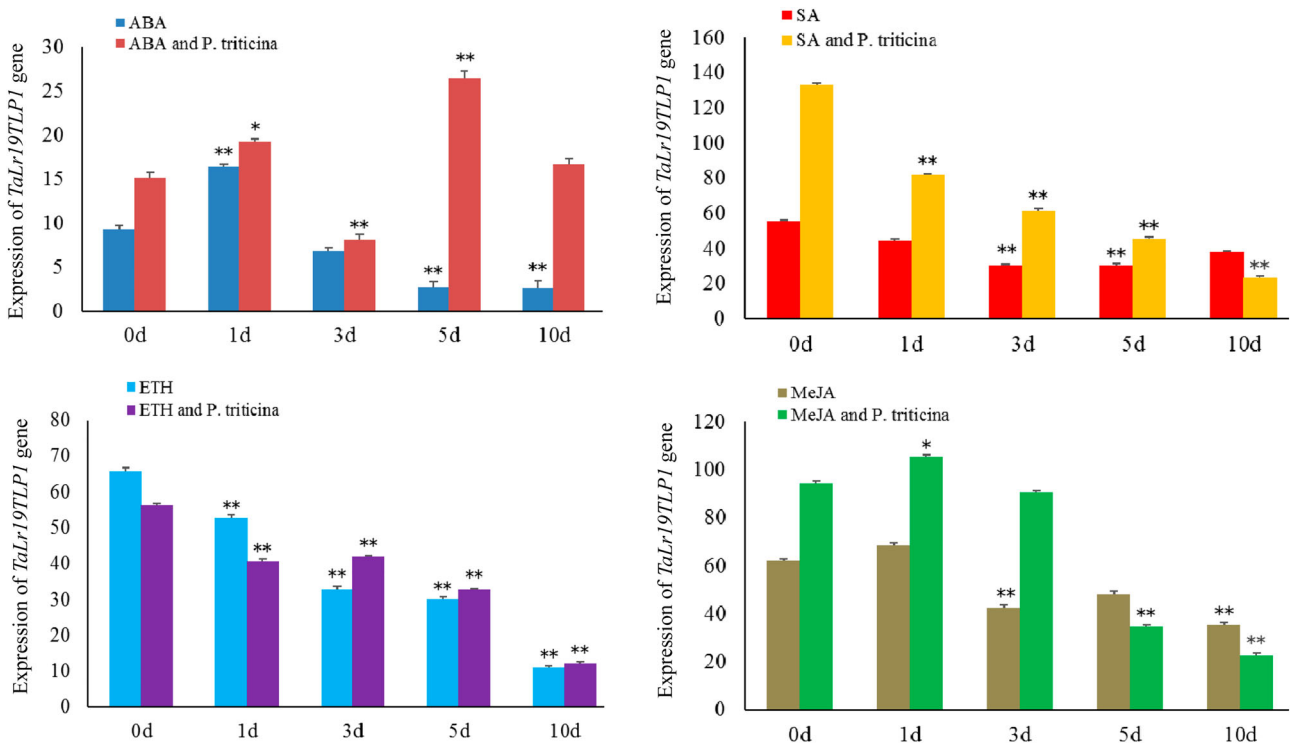 ABA
ABA and P. triticina
Expression of TaLr19TLP1 gene
30
25
20
15
10
5
0
**
*
**
**
**
**
0d
1d
3d
5d
10d
SA
SA and P. triticina
Expression of TaLr19TLP1 gene
160
140
120
100
80
60
40
20
0
**
**
**
**
**
**
0d
1d
3d
5d
10d
ETH
ETH and P. triticina
Expression of TaLr19TLP1 gene
80
70
60
50
40
30
20
10
0
**
**
**
**
**
**
**
**
0d
1d
3d
5d
10d
MeJA
MeJA and P. triticina
Expression of TaLr19TLP1 gene
120
100
80
60
40
20
0
*
**
**
**
**
0d
1d
3d
5d
10d